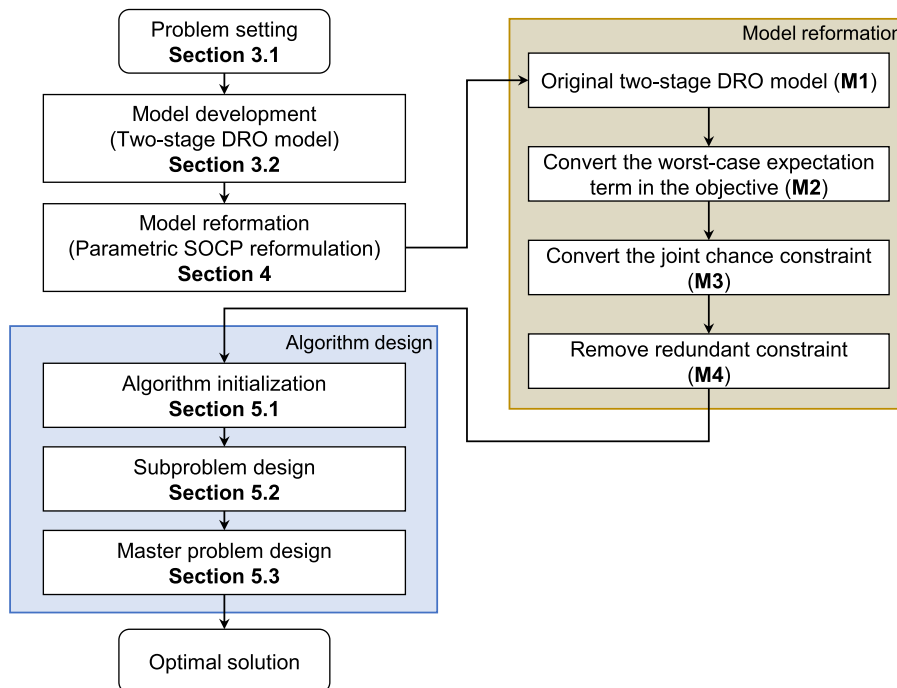 Problem setting
Section 3.1
Model development
(Two-stage DRO model)
Section 3.2
Model reformation
(Parametric SOCP reformulation)
Section 4
Model reformation
Original two-stage DRO model (M1)
Convert the worst-case expectation
term in the objective (M2)
Convert the joint chance constraint
(M3)
Remove redundant constraint
(M4)
Algorithm design
Algorithm initialization
Section 5.1
Subproblem design
Section 5.2
Master problem design
Section 5.3
Optimal solution